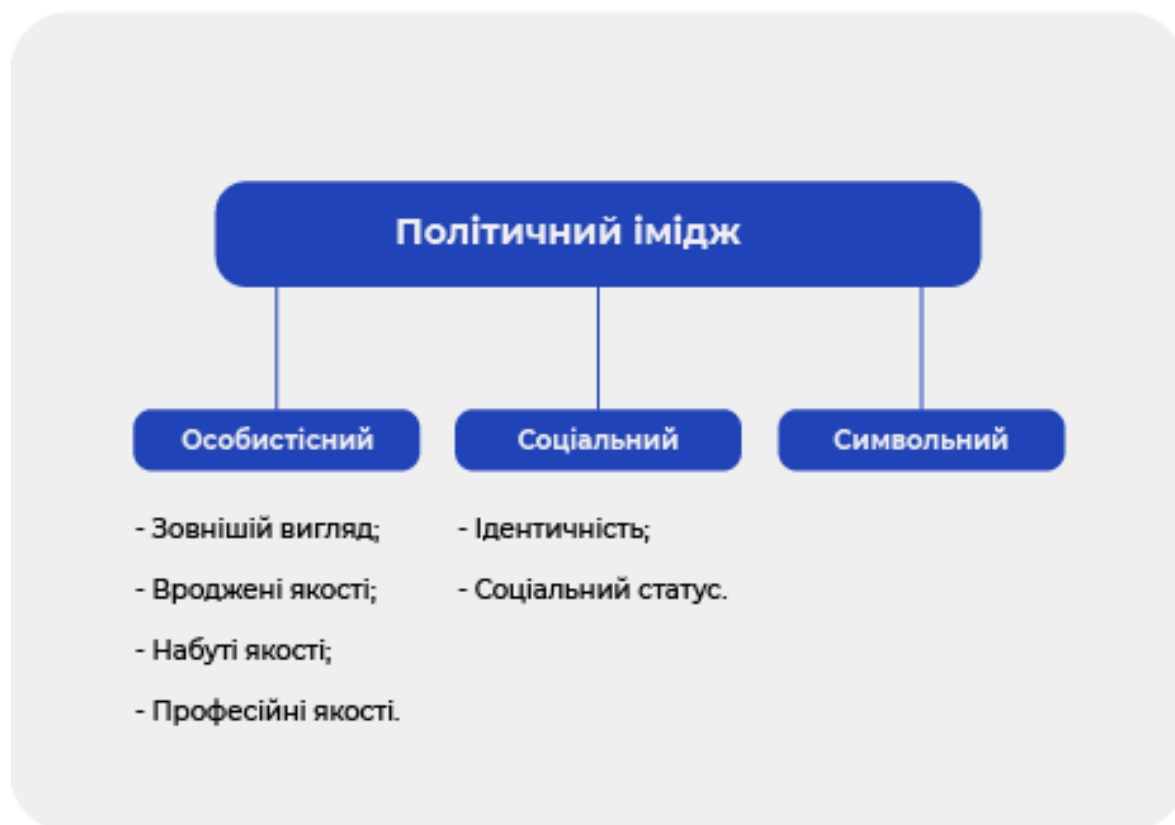 Політичний імідж
Особистісний
Соціальний
Символьний
- Зовнішій вигляд;
- Вроджені якості;
- Набуті якості;
- Професійні якості.
- Ідентичність;
- Соціальний статус.